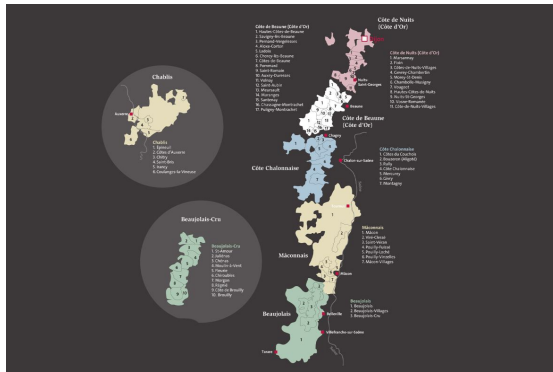 Côte de Nuits
(Côte d'Or)
Côte de Beaune (Côte d'Or)
1. Hautes-Côtes-de-Beaune
2. Savigny-lès-Beaune
3. Pernand-Vergelesses
4. Aloxe-Corton
5. Ladoix
6. Chorey-lès-Beaune
7. Côtes de Beaune
8. Pommard
9. Saint-Romain
10. Auxey-Duresses
11. Volnay
12. Saint-Aubin
13. Meursault
14. Maranges
15. Santenay
16. Chassagne-Montrachet
17. Puligny-Montrachet
Côte de Nuits (Côte d'Or)
1. Marsannay
2. Fixin
3. Côtes-de-Nuits-Villages
4. Gevrey-Chambertin
5. Morey-St-Denis
6. Chambolle-Musigny
7. Vougeot
8. Hautes-Côtes-de-Nuits
9. Nuits-St-Georges
10. Vosne-Romanée
11. Côte de-Nuits-Villages
Nuits
Saint-Georges
Beaune
Côte de Beaune
(Côte d'Or)
Chagny
Chablis
Auxerre
Chablis
1. Épineuil
2. Côtes d'Auxerre
3. Chitry
4. Saint-Bris
5. Irancy
6. Coulanges-la-Vineuse
Côte Chalonnaise
Chalon-sur-Saône
Côte Chalonnaise
1. Côtes du Couchois
2. Bouzeron (Aligoté)
3. Rully
4. Côte Chalonnaise
5. Mercurey
6. Givry
7. Montagny
Mâconnais
1. Mâcon
2. Viré-Clessé
3. Saint-Véran
4. Pouilly-Fuissé
5. Pouilly-Loché
6. Pouilly-Vinzelles
7. Mâcon-Villages
Mâconnais
Mâcon
Beaujolais-Cru
Beaujolais-Cru
1. St-Amour
2. Juliénas
3. Chénas
4. Moulin-à-Vent
5. Fleurie
6. Chiroubles
7. Morgon
8. Régnié
9. Côte de Brouilly
10. Brouilly
Beaujolais
1. Beaujolais
2. Beaujolais-Villages
3. Beaujolais-Cru
Beaujolais
Belleville
Villefranche-sur-Saône
Tarare